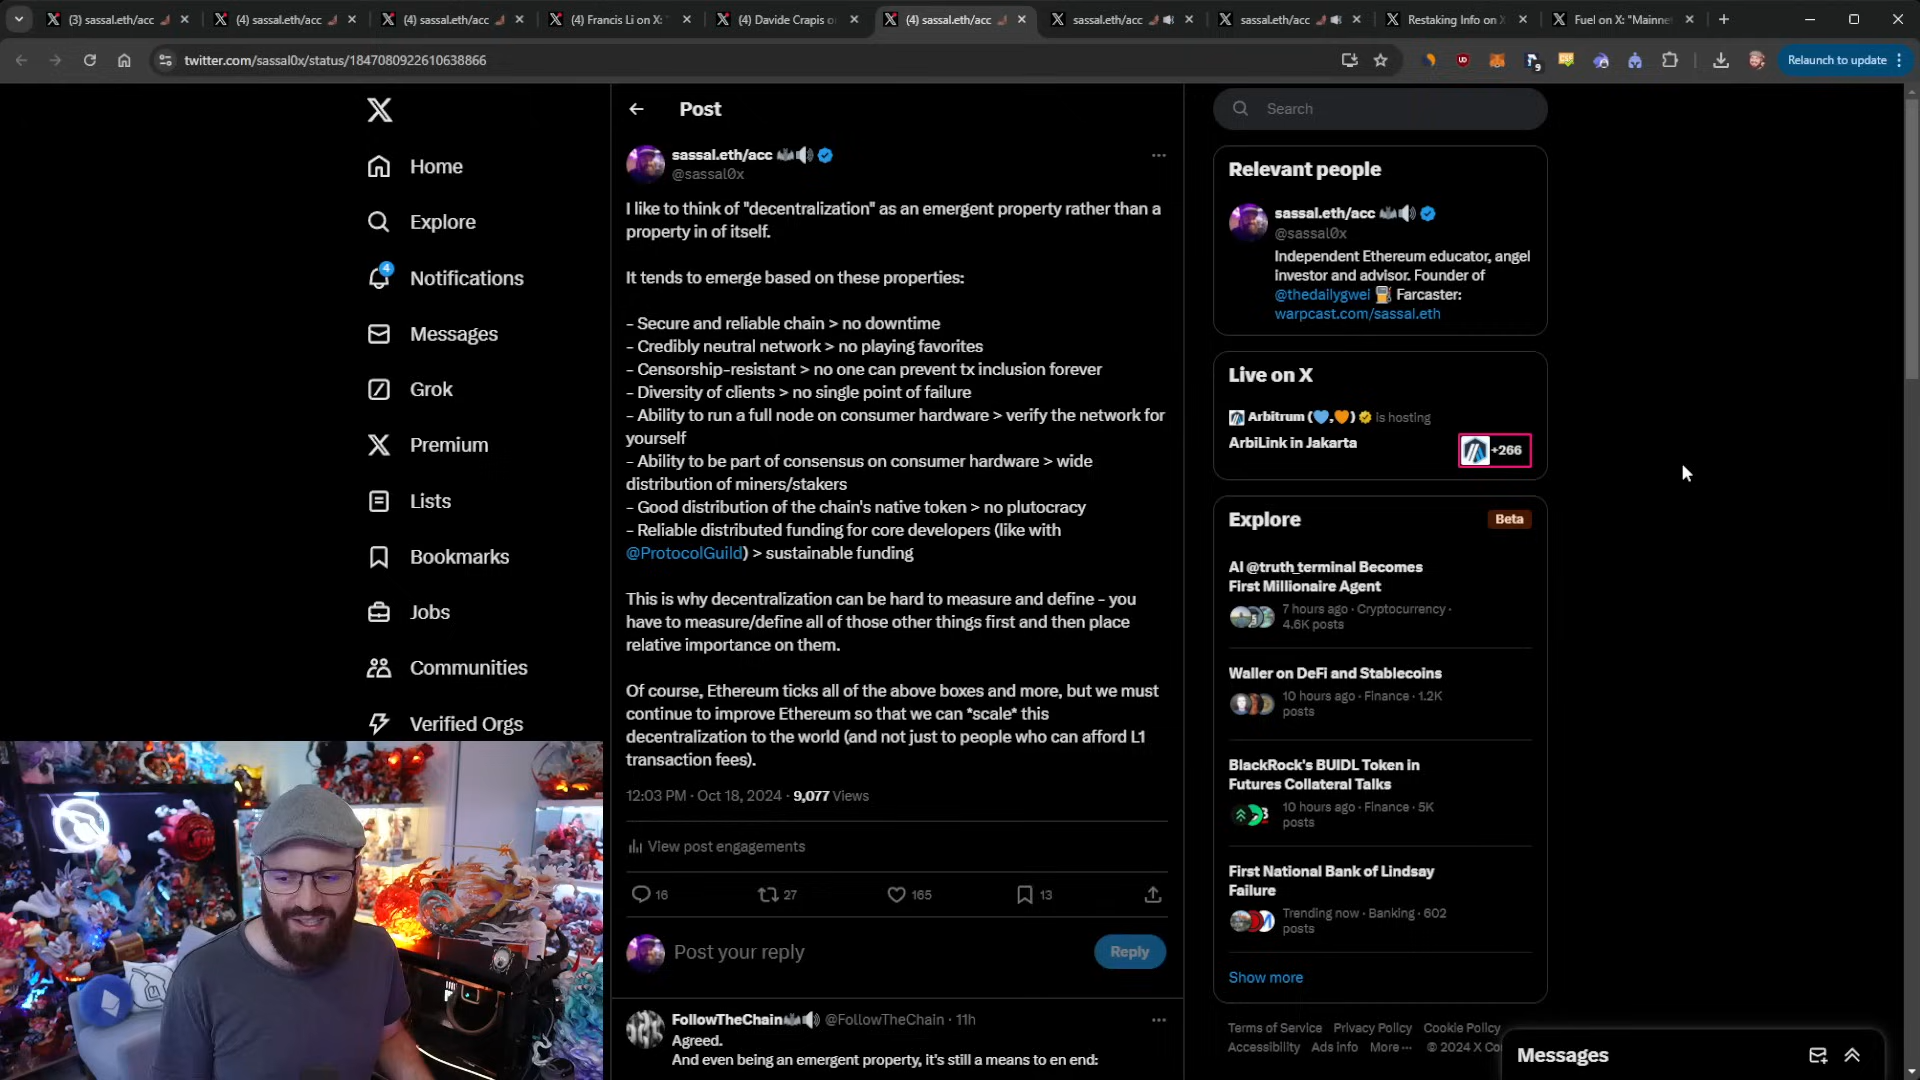 (3) sassal.eth/acc
(4) sassal.eth/acc
(4) sassal.eth/acc
(4) Francis Li on X:
(4) Davide Crapis o
(4) sassal.eth/acc
sassal.eth/acc
sassal.eth/acc
Restaking Info on X
Fuel on X: "Mainne
twitter.com/sassal0x/status/1847080922610638866
Relaunch to update
Home
Explore
4
Notifications
Messages
Grok
Premium
Lists
Bookmarks
Jobs
Communities
Verified Orgs
Post
sassal.eth/acc
@sassal0x
I like to think of "decentralization" as an emergent property rather than a
property in of itself.
It tends to emerge based on these properties:
- Secure and reliable chain > no downtime
- Credibly neutral network > no playing favorites
- Censorship-resistant > no one can prevent tx inclusion forever
- Diversity of clients > no single point of failure
- Ability to run a full node on consumer hardware > verify the network for
yourself
- Ability to be part of consensus on consumer hardware > wide
distribution of miners/stakers
- Good distribution of the chain's native token > no plutocracy
- Reliable distributed funding for core developers (like with
@ProtocolGuild) > sustainable funding
This is why decentralization can be hard to measure and define - you
have to measure/define all of those other things first and then place
relative importance on them.
Of course, Ethereum ticks all of the above boxes and more, but we must
continue to improve Ethereum so that we can *scale* this
decentralization to the world (and not just to people who can afford L1
transaction fees).
12:03 PM · Oct 18, 2024 · 9,077 Views
View post engagements
16
27
165
13
Post your reply
Reply
FollowTheChain @FollowTheChain · 11h
Agreed.
And even being an emergent property, it's still a means to en end:
Search
Relevant people
sassal.eth/acc
@sassal0x
Independent Ethereum educator, angel
investor and advisor. Founder of
@thedailygwei ⛽ Farcaster:
warpcast.com/sassal.eth
Live on X
Arbitrum (💙,🧡) is hosting
ArbiLink in Jakarta
+266
Explore
Beta
AI @truth_terminal Becomes
First Millionaire Agent
7 hours ago · Cryptocurrency ·
4.6K posts
Waller on DeFi and Stablecoins
10 hours ago · Finance · 1.2K
posts
BlackRock's BUIDL Token in
Futures Collateral Talks
10 hours ago · Finance · 5K
posts
First National Bank of Lindsay
Failure
Trending now · Banking · 602
posts
Show more
Terms of Service Privacy Policy Cookie Policy
Accessibility Ads info More ··· © 2024 X Co
Messages